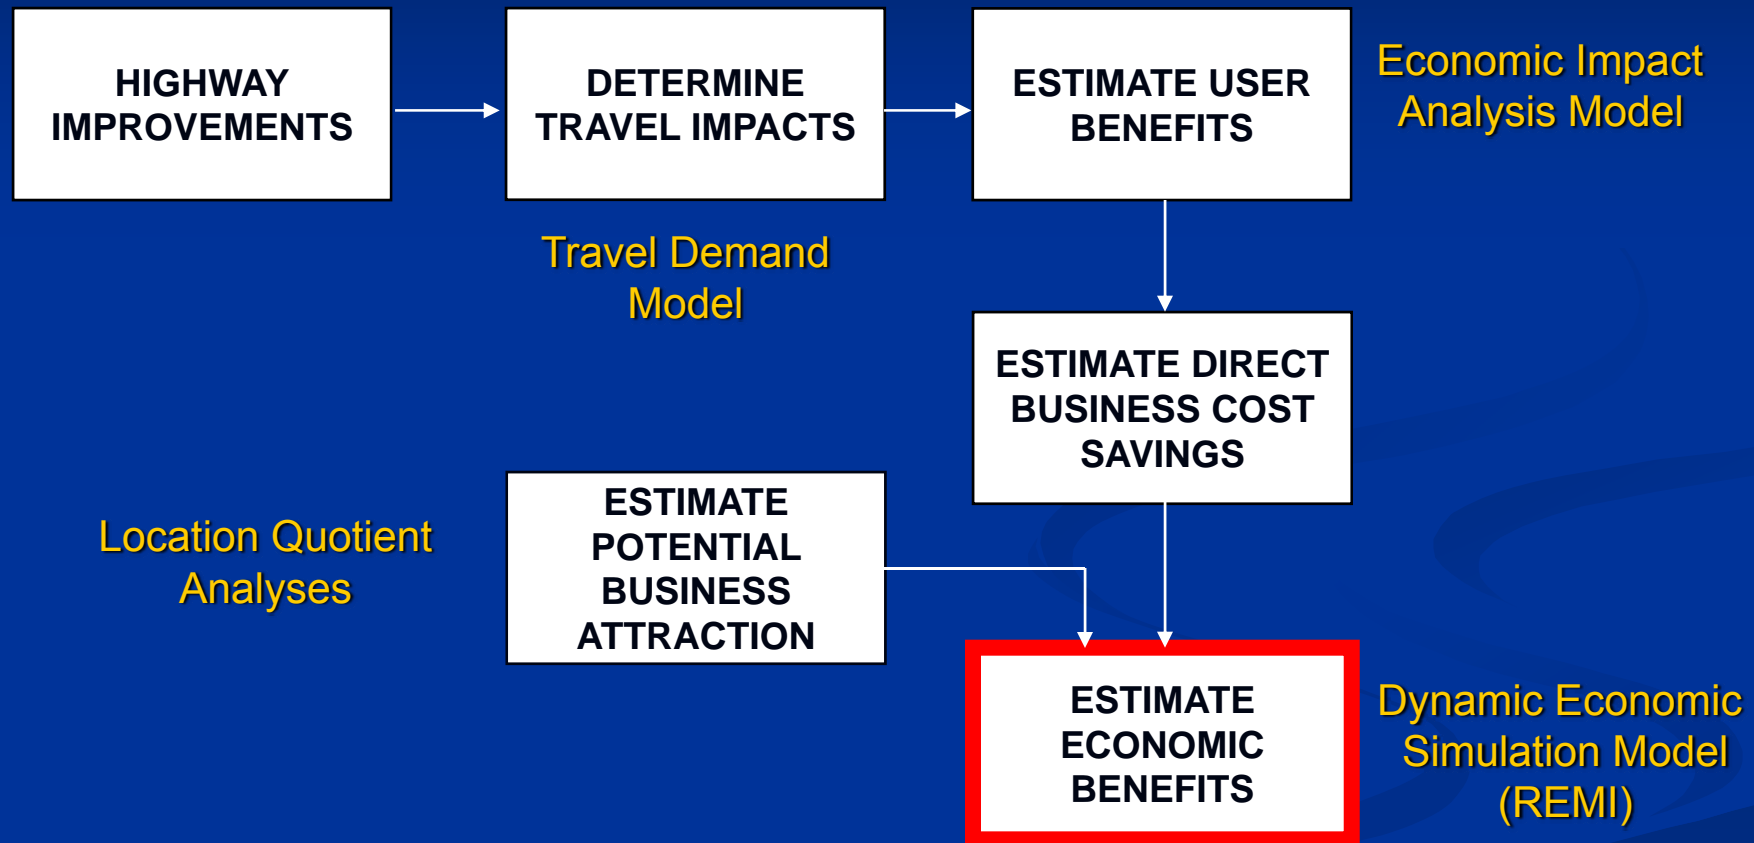 HIGHWAY
IMPROVEMENTS
DETERMINE
TRAVEL IMPACTS
ESTIMATE USER
BENEFITS
Economic Impact
Analysis Model
Travel Demand
Model
ESTIMATE DIRECT
BUSINESS COST
SAVINGS
Location Quotient
Analyses
ESTIMATE
POTENTIAL
BUSINESS
ATTRACTION
ESTIMATE
ECONOMIC
BENEFITS
Dynamic Economic
Simulation Model
(REMI)